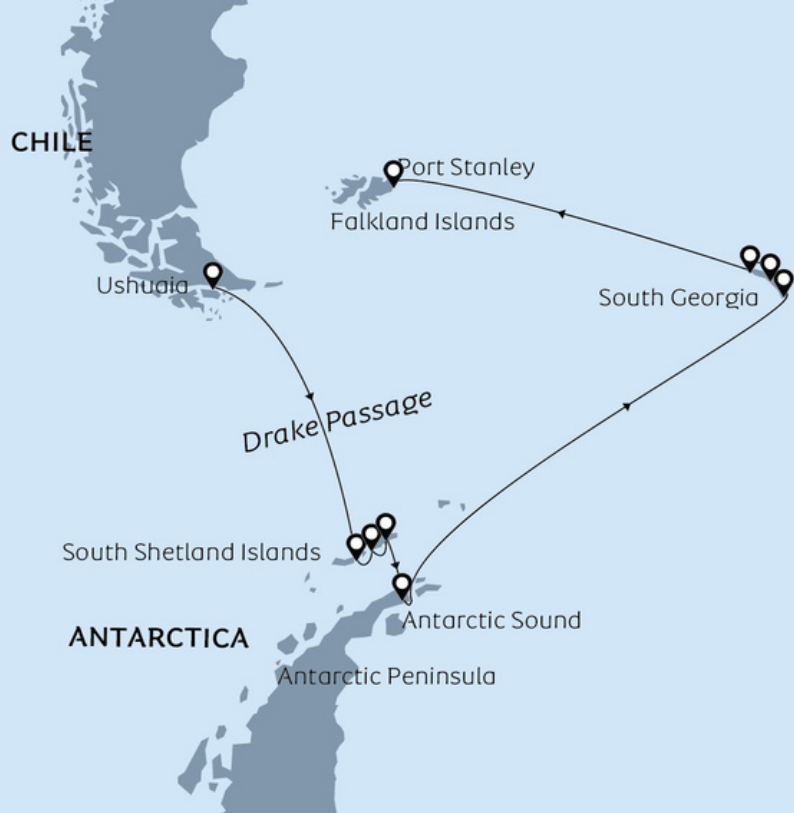 CHILE
Port Stanley
Falkland Islands
Ushuaia
South Georgia
Drake Passage
South Shetland Islands
Antarctic Sound
ANTARCTICA
Antarctic Peninsula